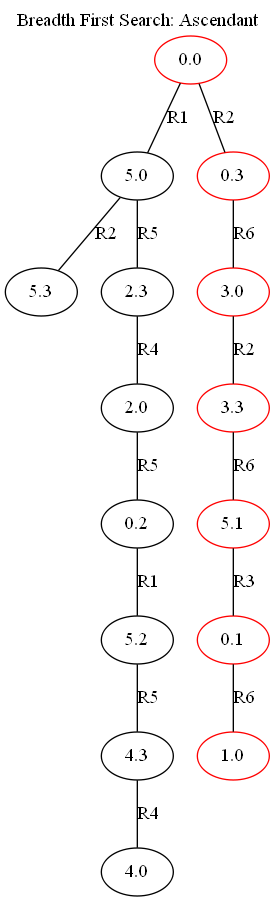 Breadth First Search: Ascendant
0.0
R1 R2
5.0 0.3
R2 R5 R6
5.3 2.3 3.0
R4 R2
2.0 3.3
R5 R6
0.2 5.1
R1 R3
5.2 0.1
R5 R6
4.3 1.0
R4
4.0